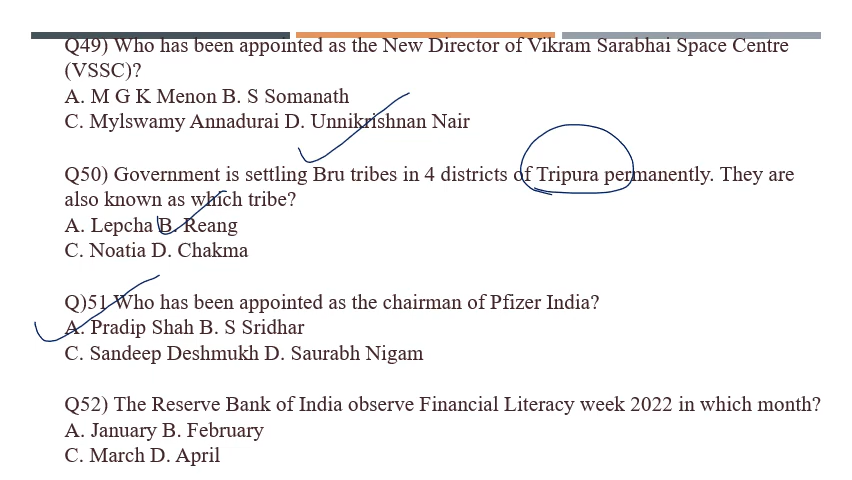 Q49) Who has been appointed as the New Director of Vikram Sarabhai Space Centre
(VSSC)?
A. M G K Menon B. S Somanath
C. Mylswamy Annadurai D. Unnikrishnan Nair
Q50) Government is settling Bru tribes in 4 districts of Tripura permanently. They are
also known as which tribe?
A. Lepcha B. Reang
C. Noatia D. Chakma
Q)51 Who has been appointed as the chairman of Pfizer India?
A. Pradip Shah B. S Sridhar
C. Sandeep Deshmukh D. Saurabh Nigam
Q52) The Reserve Bank of India observe Financial Literacy week 2022 in which month?
A. January B. February
C. March D. April